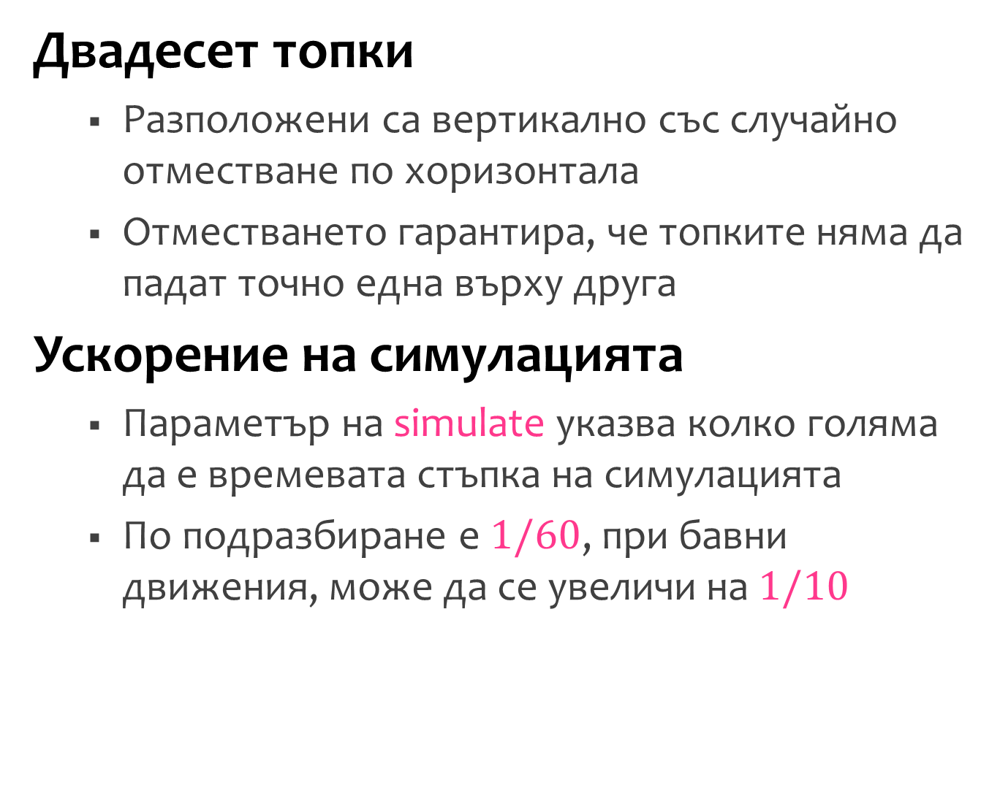 Двадесет топки
▪ Разположени са вертикално със случайно
отместване по хоризонтала
▪ Отместването гарантира, че топките няма да
падат точно една върху друга
Ускорение на симулацията
▪ Параметър на simulate указва колко голяма
да е времевата стъпка на симулацията
▪ По подразбиране е 1/60, при бавни
движения, може да се увеличи на 1/10